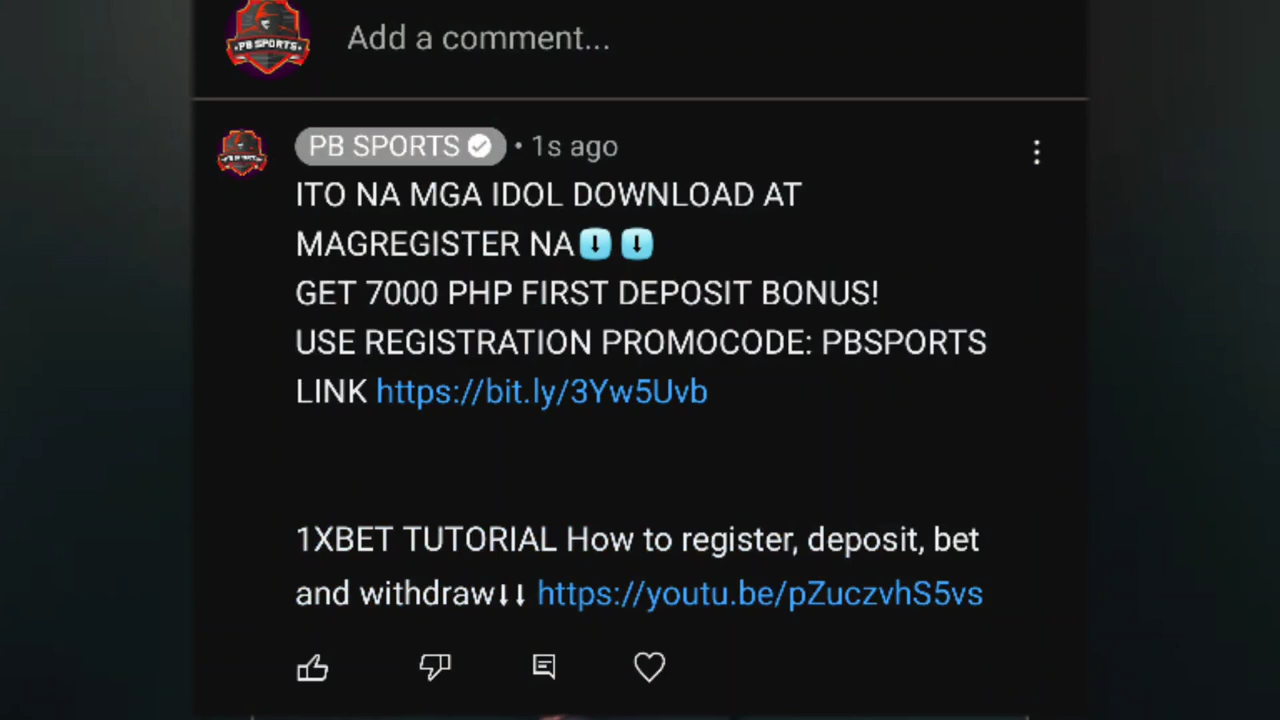 PB SPORTS
Add a comment...
PB SPORTS • 1s ago
ITO NA MGA IDOL DOWNLOAD AT
MAGREGISTER NA⬇️⬇️
GET 7000 PHP FIRST DEPOSIT BONUS!
USE REGISTRATION PROMOCODE: PBSPORTS
LINK https://bit.ly/3Yw5Uvb
1XBET TUTORIAL How to register, deposit, bet
and withdraw⭣⭣ https://youtu.be/pZuczvhS5vs